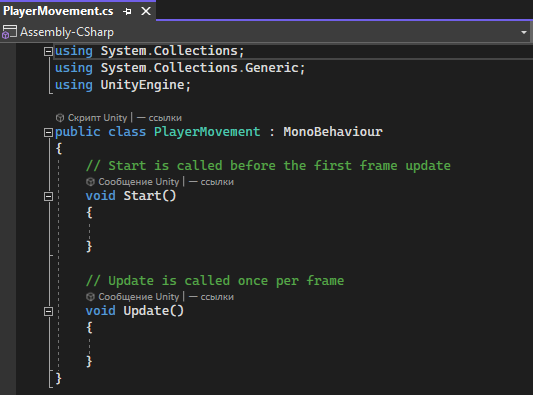 PlayerMovement.cs
Assembly-CSharp
using System.Collections;
using System.Collections.Generic;
using UnityEngine;
Скрипт Unity | — ссылки
public class PlayerMovement : MonoBehaviour
{
// Start is called before the first frame update
Сообщение Unity | — ссылки
void Start()
{
}
// Update is called once per frame
Сообщение Unity | — ссылки
void Update()
{
}
}